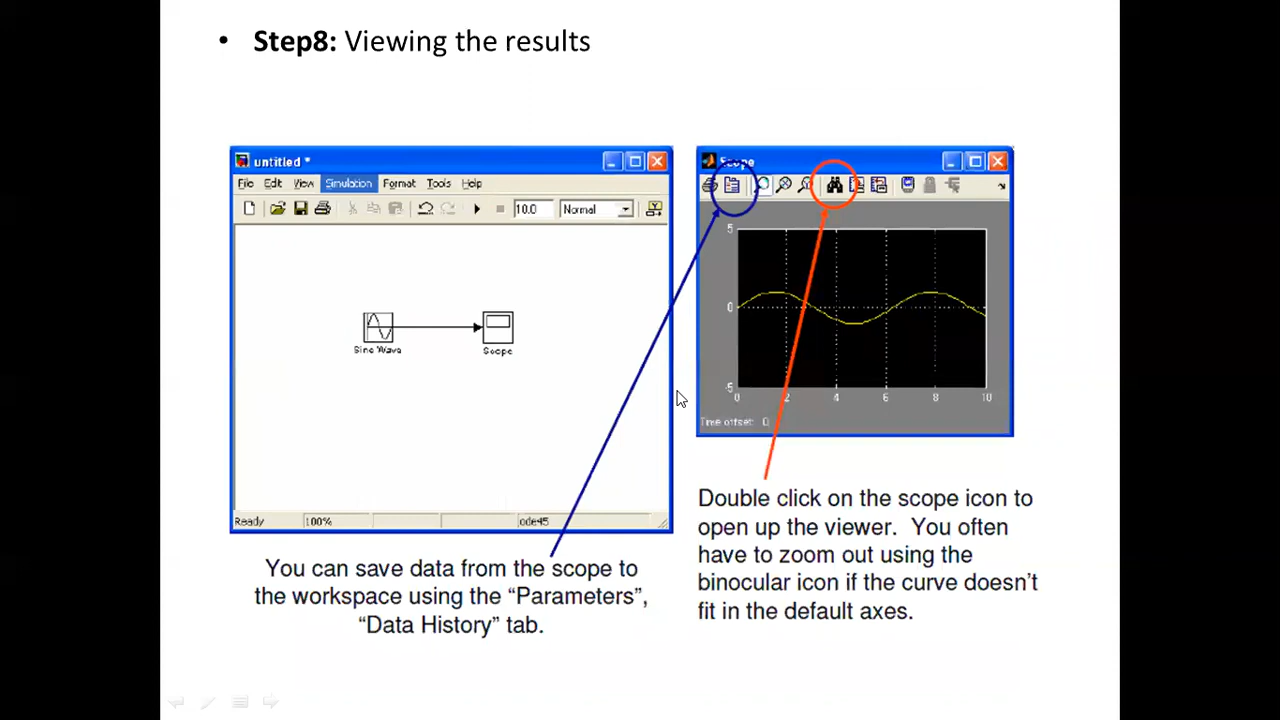 • Step8: Viewing the results
untitled *
File Edit View Simulation Format Tools Help
10.0 Normal
Sine Wave
Scope
Ready 100% ode45
Scope
5
0
-5
0 2 4 6 8 10
Time offset: 0
You can save data from the scope to
the workspace using the “Parameters”,
“Data History” tab.
Double click on the scope icon to
open up the viewer. You often
have to zoom out using the
binocular icon if the curve doesn’t
fit in the default axes.